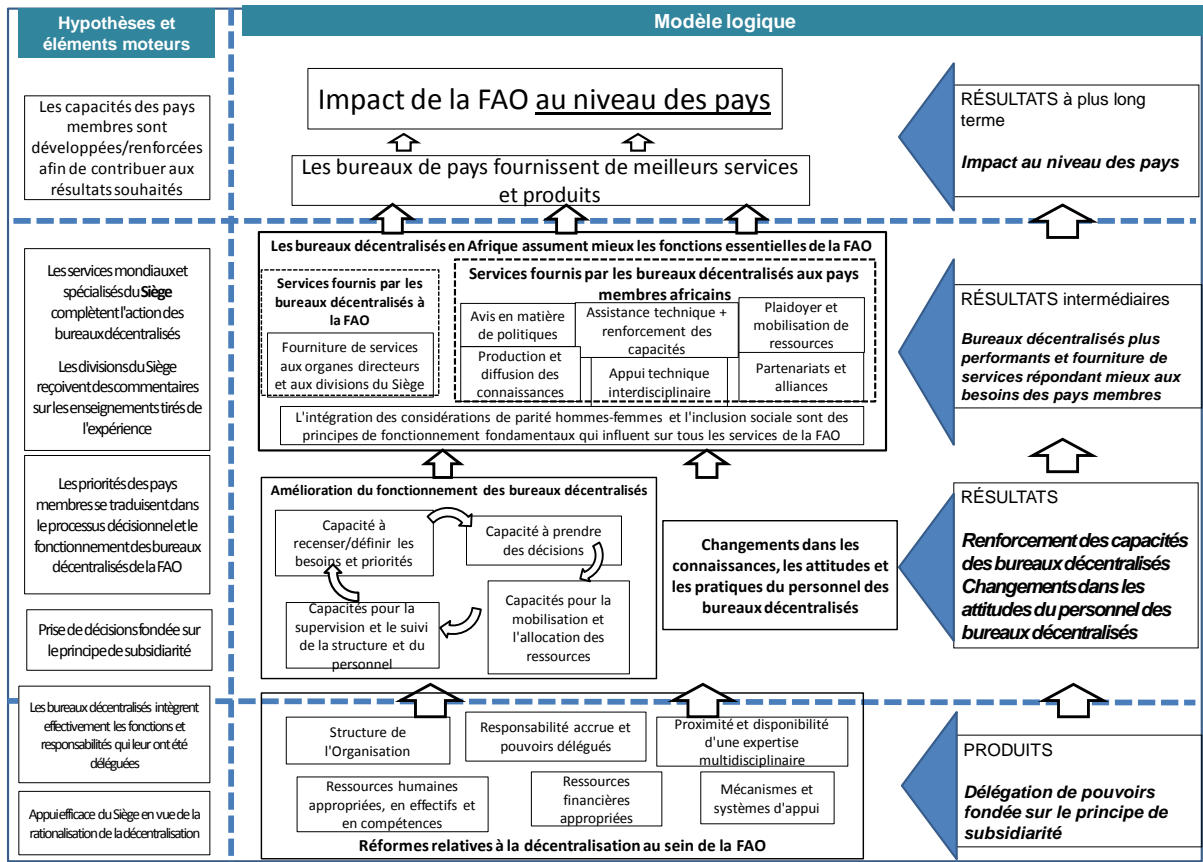 Hypothèses et
éléments moteurs
Modèle logique
Les capacités des pays
membres sont
développées/renforcées
afin de contribuer aux
résultats souhaités
Impact de la FAO au niveau des pays
Les bureaux de pays fournissent de meilleurs services
et produits
RÉSULTATS à plus long
terme
Impact au niveau des pays
Les services mondiaux et
spécialisés du Siège
complètent l'action des
bureaux décentralisés
Les divisions du Siège
reçoivent des commentaires
sur les enseignements tirés de
l'expérience
Les bureaux décentralisés en Afrique assument mieux les fonctions essentielles de la FAO
Services fournis par les
bureaux décentralisés à
la FAO
Fourniture de services
aux organes directeurs
et aux divisions du Siège
Services fournis par les bureaux décentralisés aux pays
membres africains
Avis en matière
de politiques
Assistance technique +
renforcement des
capacités
Plaidoyer et
mobilisation de
ressources
Production et
diffusion des
connaissances
Appui technique
interdisciplinaire
Partenariats et
alliances
L'intégration des considérations de parité hommes-femmes et l'inclusion sociale sont des
principes de fonctionnement fondamentaux qui influent sur tous les services de la FAO
RÉSULTATS intermédiaires
Bureaux décentralisés plus
performants et fourniture de
services répondant mieux aux
besoins des pays membres
Les priorités des pays
membres se traduisent dans
le processus décisionnel et le
fonctionnement des bureaux
décentralisés de la FAO
Prise de décisions fondée sur
le principe de subsidiarité
Amélioration du fonctionnement des bureaux décentralisés
Capacité à
recenser/définir les
besoins et priorités
Capacité à prendre
des décisions
Capacités pour la
supervision et le suivi
de la structure et du
personnel
Capacités pour la
mobilisation et
l'allocation des
ressources
Changements dans les
connaissances, les attitudes et
les pratiques du personnel des
bureaux décentralisés
RÉSULTATS
Renforcement des capacités
des bureaux décentralisés
Changements dans les
attitudes du personnel des
bureaux décentralisés
Les bureaux décentralisés intègrent
effectivement les fonctions et
responsabilités qui leur ont été
déléguées
Appui efficace du Siège en vue de la
rationalisation de la décentralisation
Structure de
l'Organisation
Responsabilité accrue et
pouvoirs délégués
Proximité et disponibilité
d'une expertise
multidisciplinaire
Ressources humaines
appropriées, en effectifs et
en compétences
Ressources
financières
appropriées
Mécanismes et
systèmes d'appui
Réformes relatives à la décentralisation au sein de la FAO
PRODUITS
Délégation de pouvoirs
fondée sur le principe de
subsidiarité